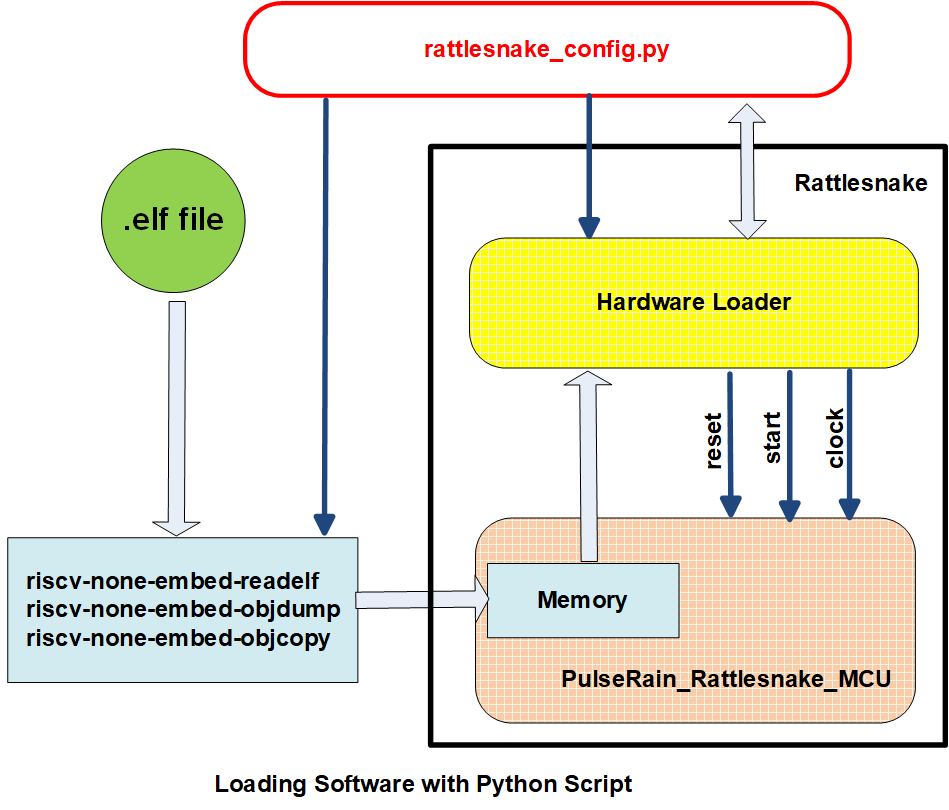 rattlesnake_config.py
Rattlesnake
.elf file
Hardware Loader
reset
start
clock
riscv-none-embed-readelf
riscv-none-embed-objdump
riscv-none-embed-objcopy
Memory
PulseRain_Rattlesnake_MCU
Loading Software with Python Script